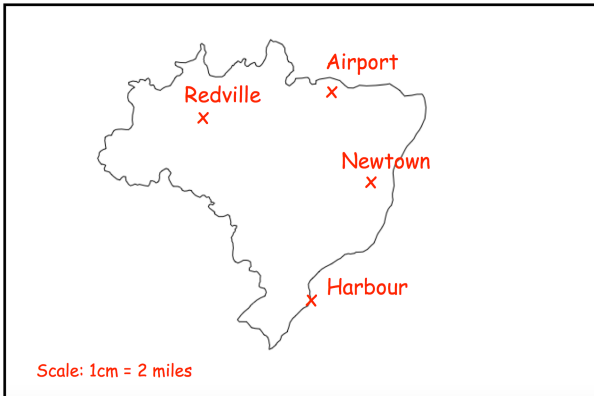 Airport
Redville
Newtown
Harbour
Scale: 1cm = 2 miles